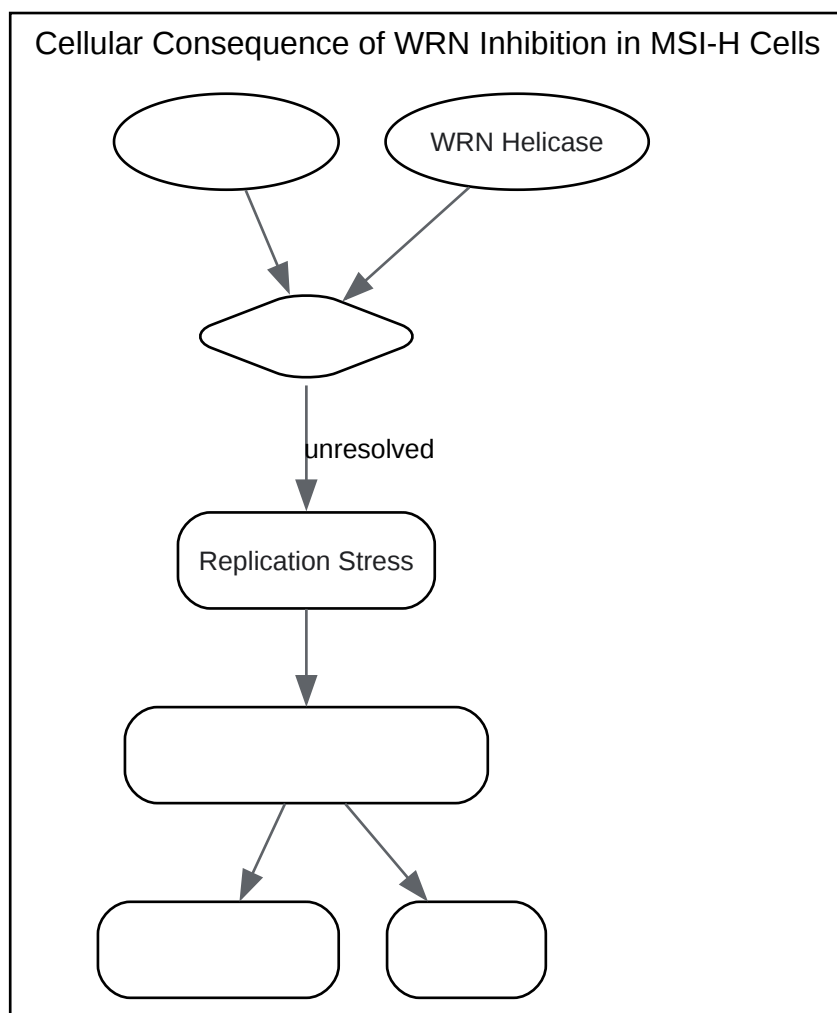 Cellular Consequence of WRN Inhibition in MSI-H Cells
WRN Helicase
unresolved
Replication Stress